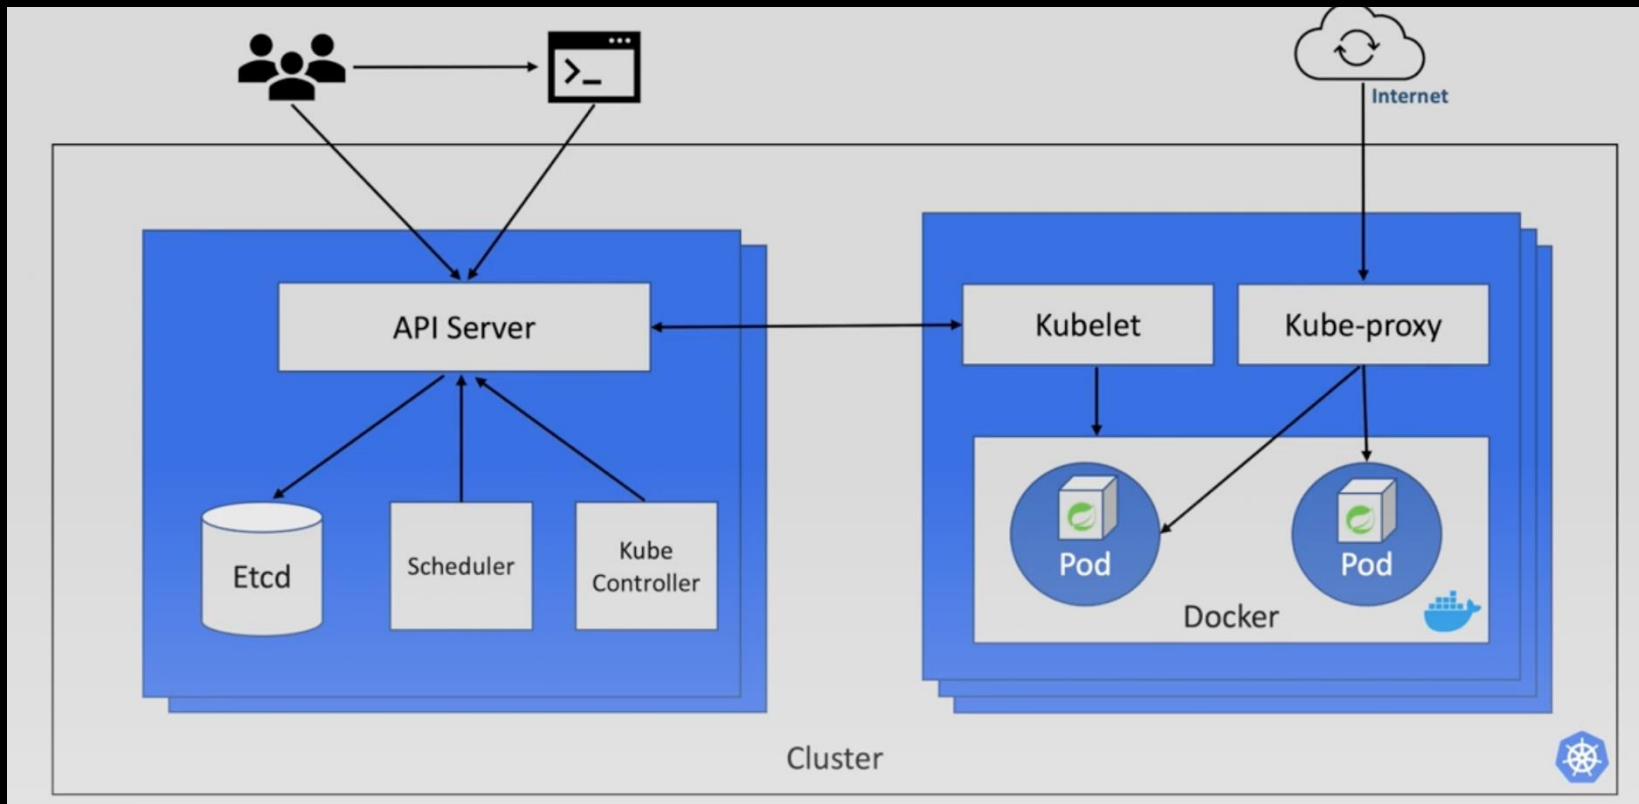 >_
Internet
API Server
Kubelet
Kube-proxy
Etcd
Scheduler
Kube
Controller
Pod
Pod
Docker
Cluster